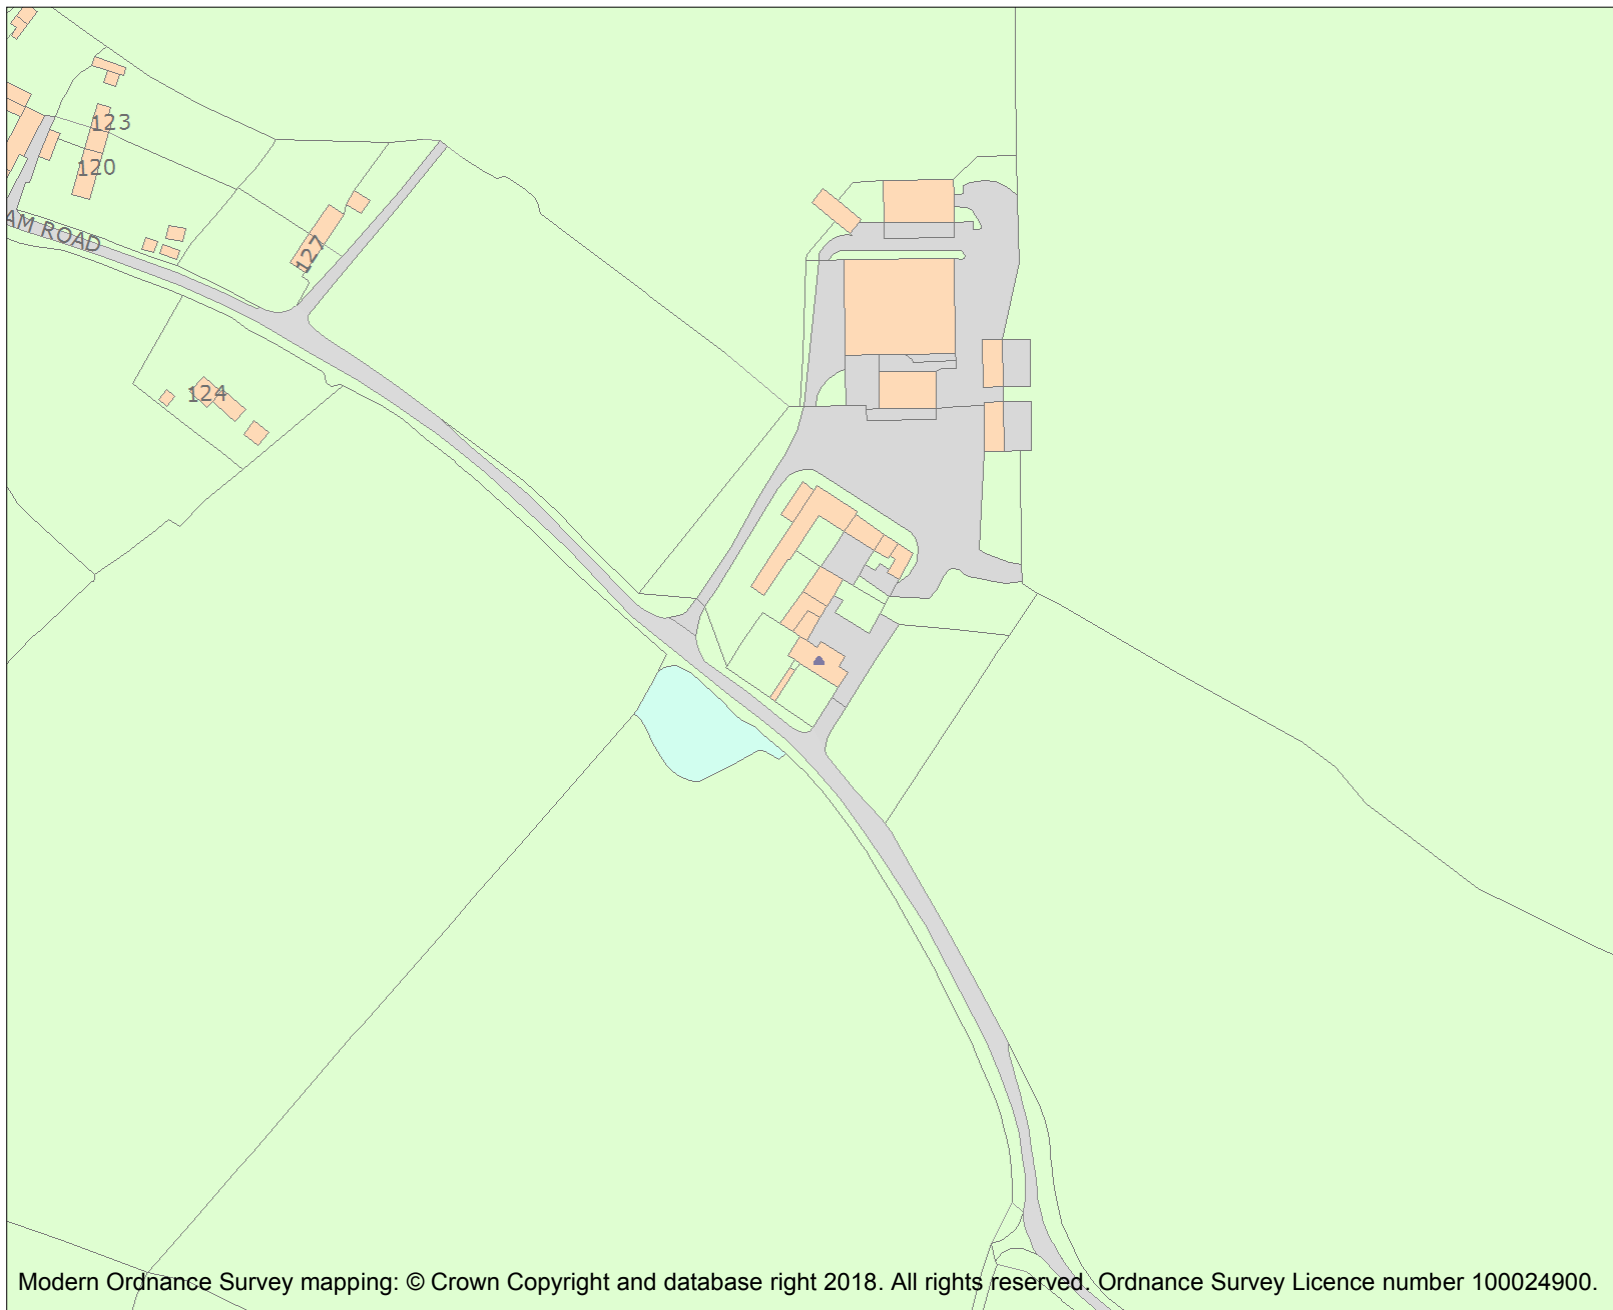 123
120
AM ROAD
127
124
Modern Ordnance Survey mapping: © Crown Copyright and database right 2018. All rights reserved. Ordnance Survey Licence number 100024900.